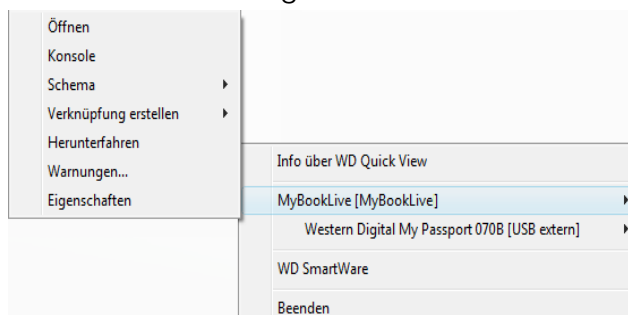 Öffnen
Konsole
Schema
Verknüpfung erstellen
Herunterfahren
Warnungen...
Eigenschaften
Info über WD Quick View
MyBookLive [MyBookLive]
Western Digital My Passport 070B [USB extern]
WD SmartWare
Beenden